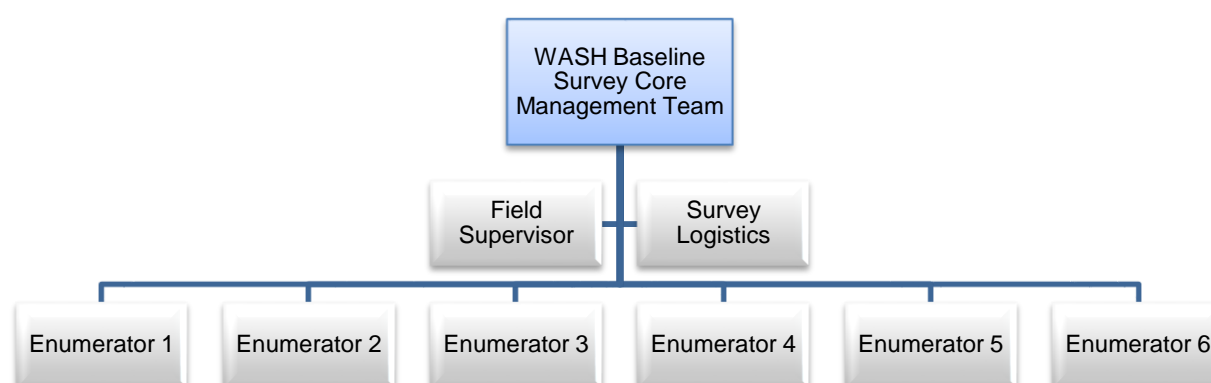 WASH Baseline
Survey Core
Management Team
Field
Supervisor
Survey
Logistics
Enumerator 1
Enumerator 2
Enumerator 3
Enumerator 4
Enumerator 5
Enumerator 6